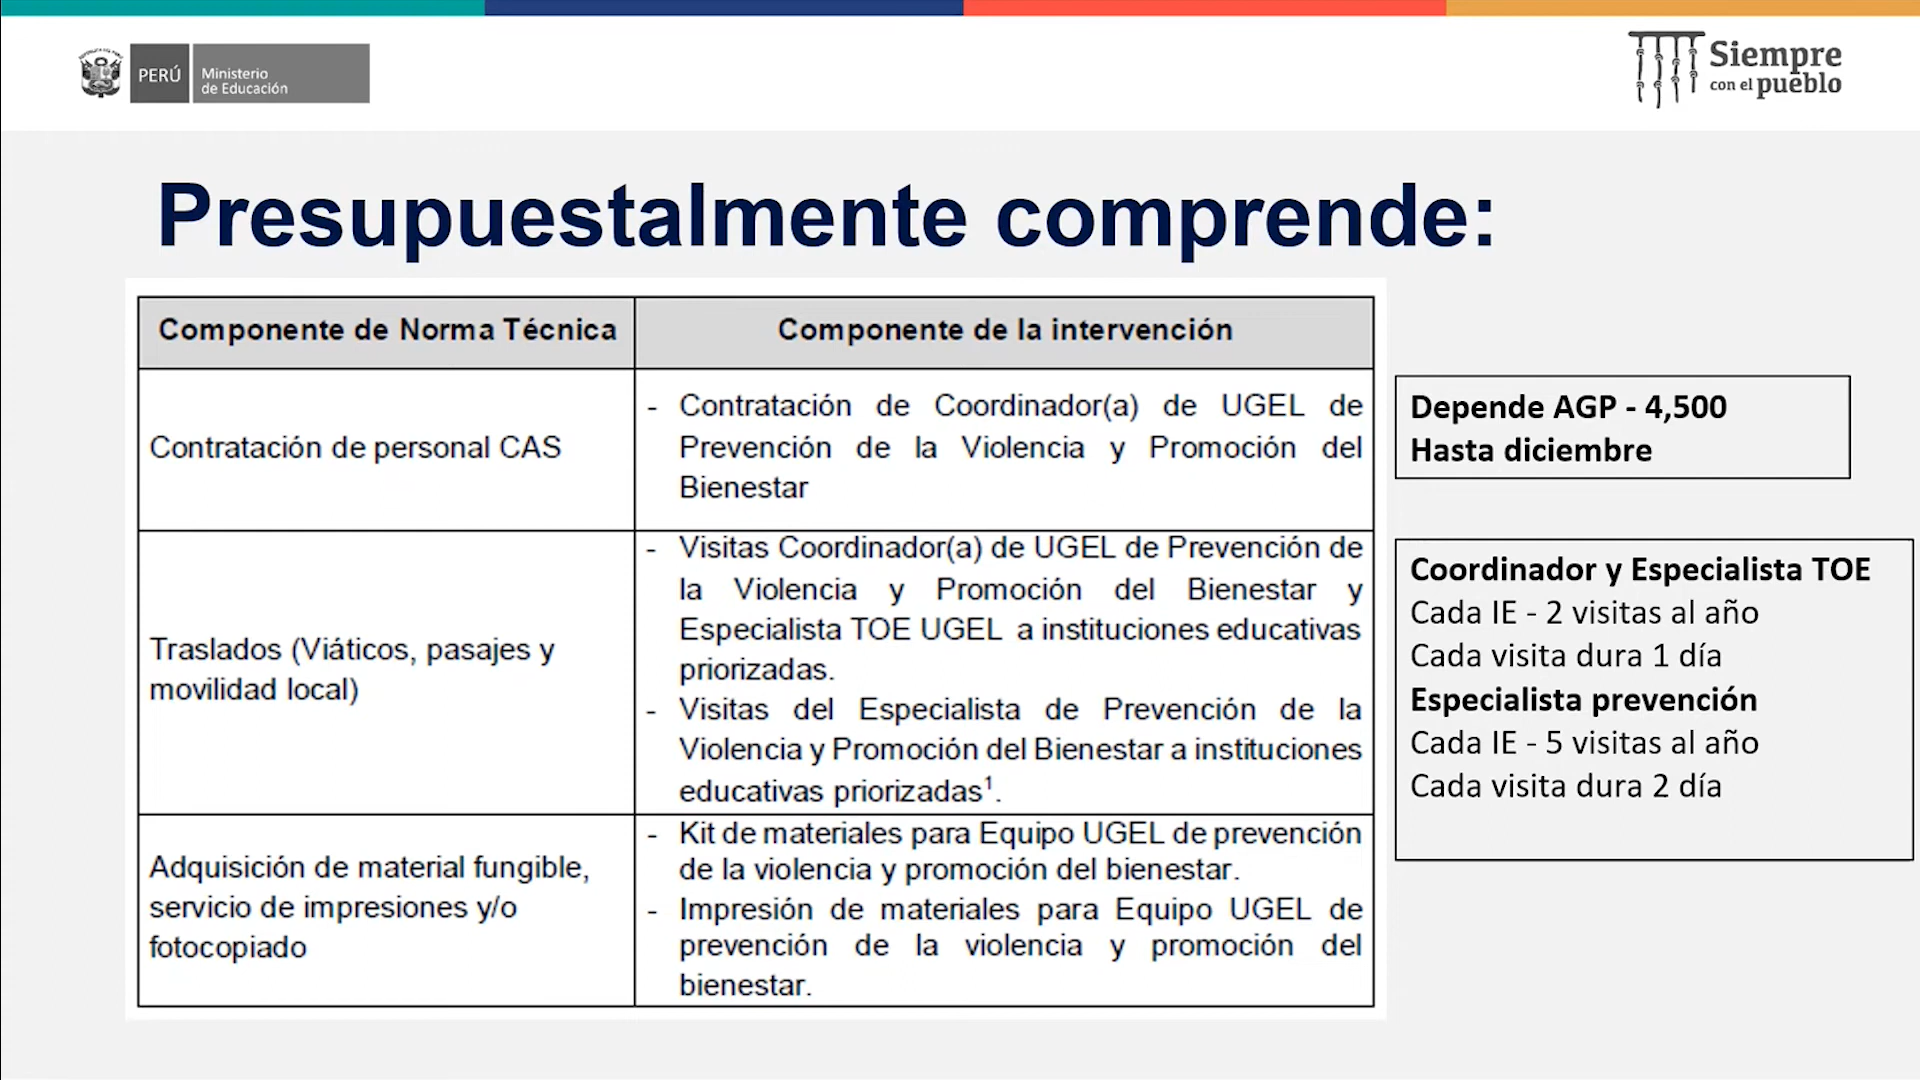 PERÚ
Ministerio
de Educación
Siempre
con el pueblo
Presupuestalmente comprende:
Componente de Norma Técnica
Componente de la intervención
Contratación de personal CAS
- Contratación de Coordinador(a) de UGEL de
Prevención de la Violencia y Promoción del
Bienestar
Depende AGP - 4,500
Hasta diciembre
Traslados (Viáticos, pasajes y
movilidad local)
- Visitas Coordinador(a) de UGEL de Prevención de
la Violencia y Promoción del Bienestar y
Especialista TOE UGEL a instituciones educativas
priorizadas.
- Visitas del Especialista de Prevención de la
Violencia y Promoción del Bienestar a instituciones
educativas priorizadas¹.
Coordinador y Especialista TOE
Cada IE - 2 visitas al año
Cada visita dura 1 día
Especialista prevención
Cada IE - 5 visitas al año
Cada visita dura 2 día
Adquisición de material fungible,
servicio de impresiones y/o
fotocopiado
- Kit de materiales para Equipo UGEL de prevención
de la violencia y promoción del bienestar.
- Impresión de materiales para Equipo UGEL de
prevención de la violencia y promoción del
bienestar.